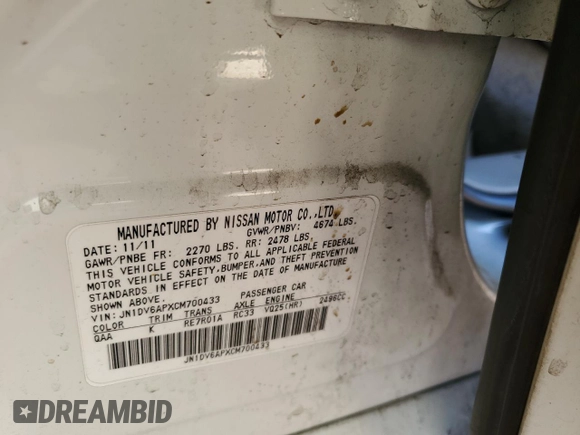 MANUFACTURED BY NISSAN MOTOR CO.,LTD.
DATE: 11/11 GVWR/PNBV: 4674 LBS.
GAWR/PNBE FR: 2270 LBS. RR: 2478 LBS.
THIS VEHICLE CONFORMS TO ALL APPLICABLE FEDERAL
MOTOR VEHICLE SAFETY,BUMPER,AND THEFT PREVENTION
STANDARDS IN EFFECT ON THE DATE OF MANUFACTURE
SHOWN ABOVE.
VIN: JN1DV6APXCM700433 PASSENGER CAR
COLOR TRIM TRANS AXLE ENGINE
QAA K RE7R01A RC33 VQ25(HR) 2496CC
JN1DV6APXCM700433
DREAMBID